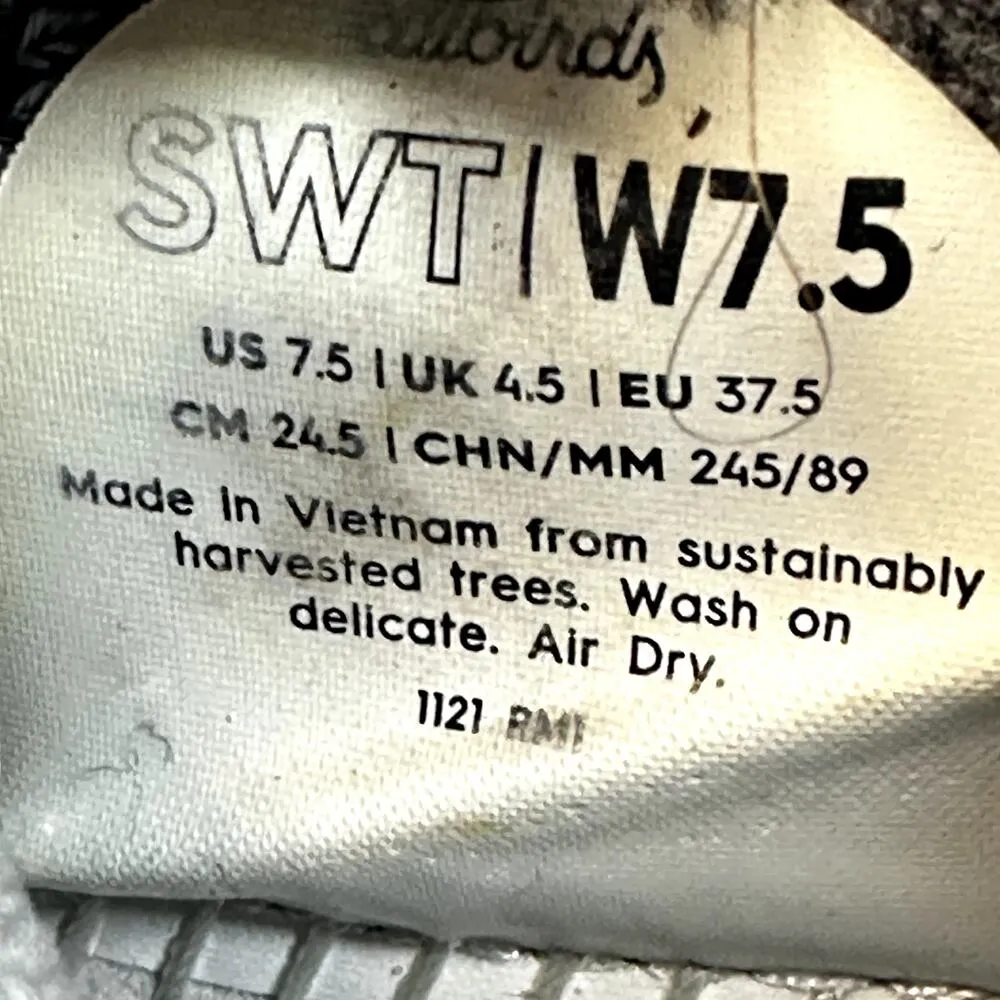 SWT | W7.5
US 7.5 | UK 4.5 | EU 37.5
CM 24.5 | CHN/MM 245/89
Made in Vietnam from sustainably
harvested trees. Wash on
delicate. Air Dry.
1121